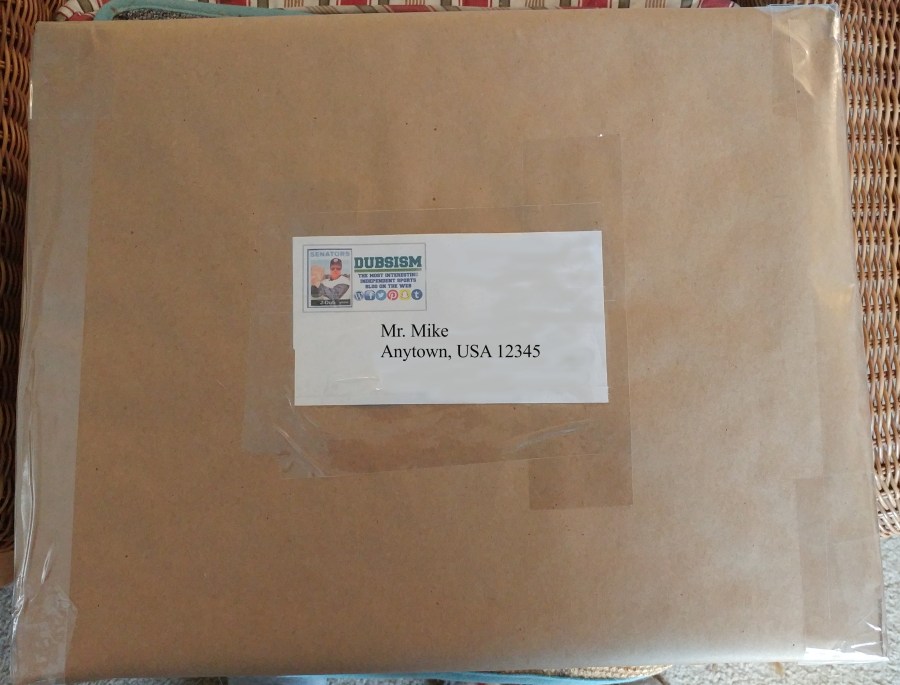 SENATORS
DUBSISM
THE MOST INTERESTING
INDEPENDENT SPORTS
BLOG ON THE WEB
Mr. Mike
Anytown, USA 12345